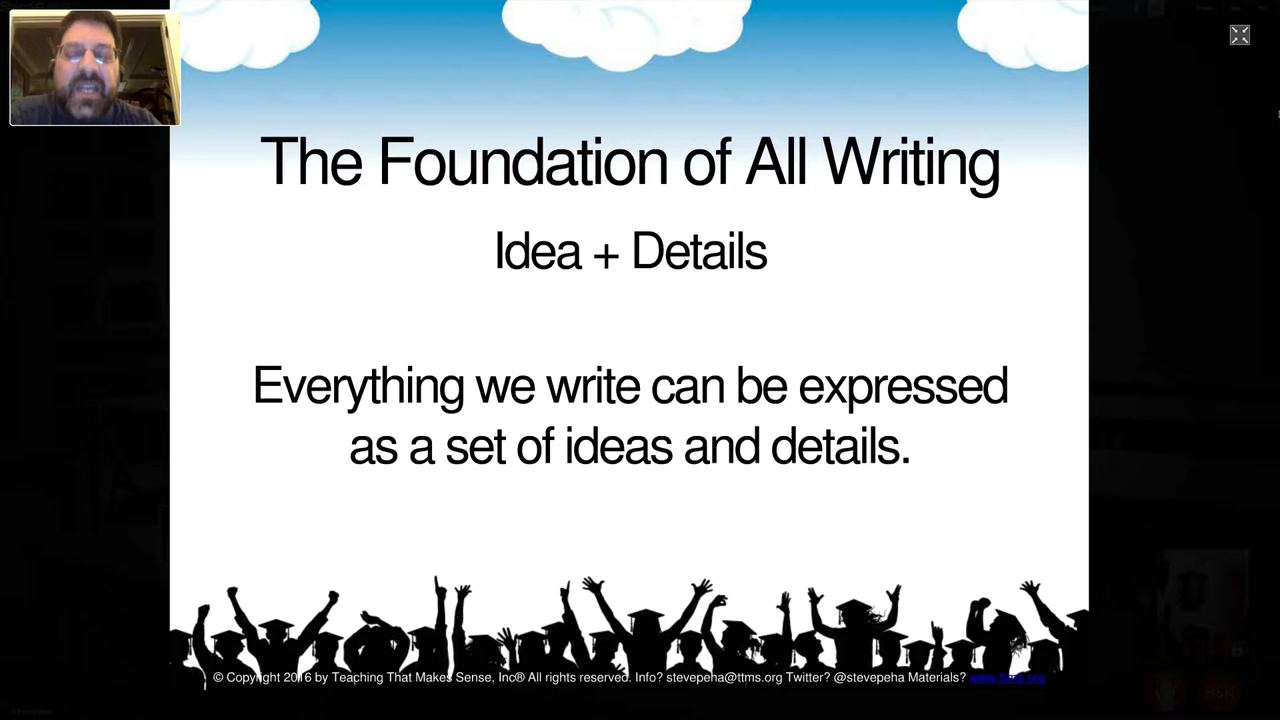 The Foundation of All Writing
Idea + Details
Everything we write can be expressed
as a set of ideas and details.
© Copyright 2016 by Teaching That Makes Sense, Inc® All rights reserved. Info? stevepeha@ttms.org Twitter? @stevepeha Materials? www.ttms.org